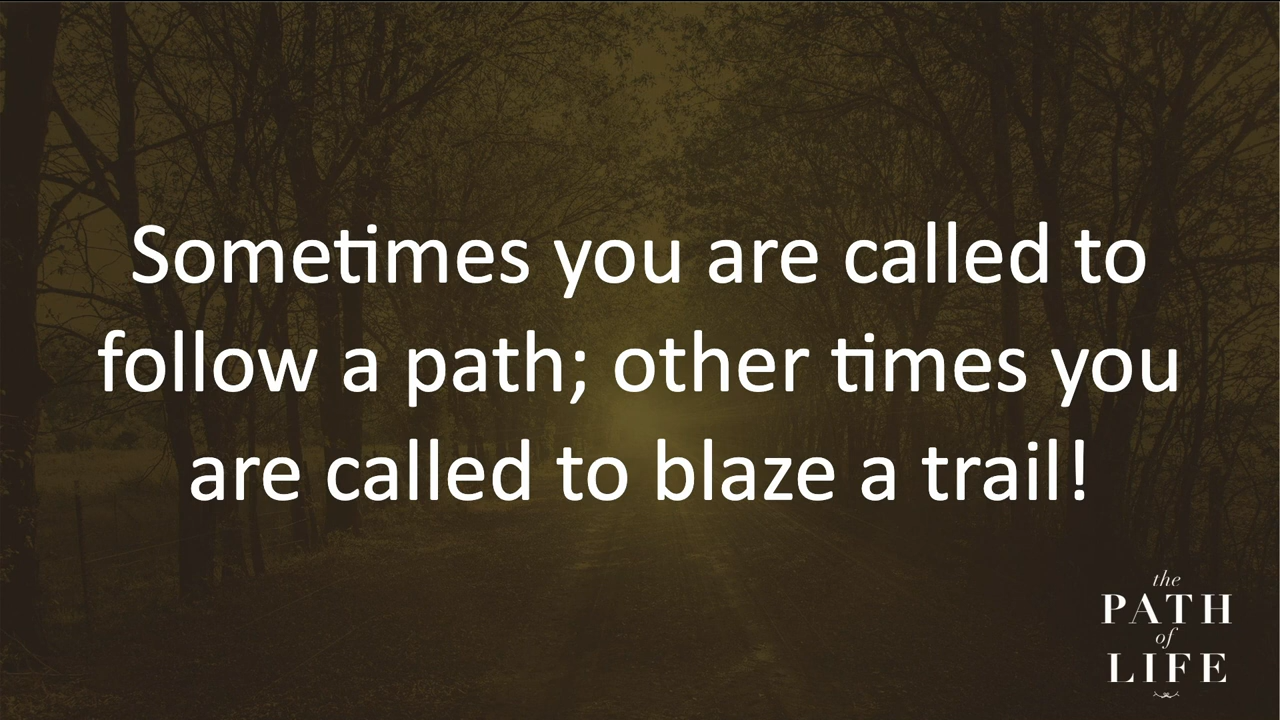 Sometimes you are called to
follow a path; other times you
are called to blaze a trail!
the
PATH
of
LIFE